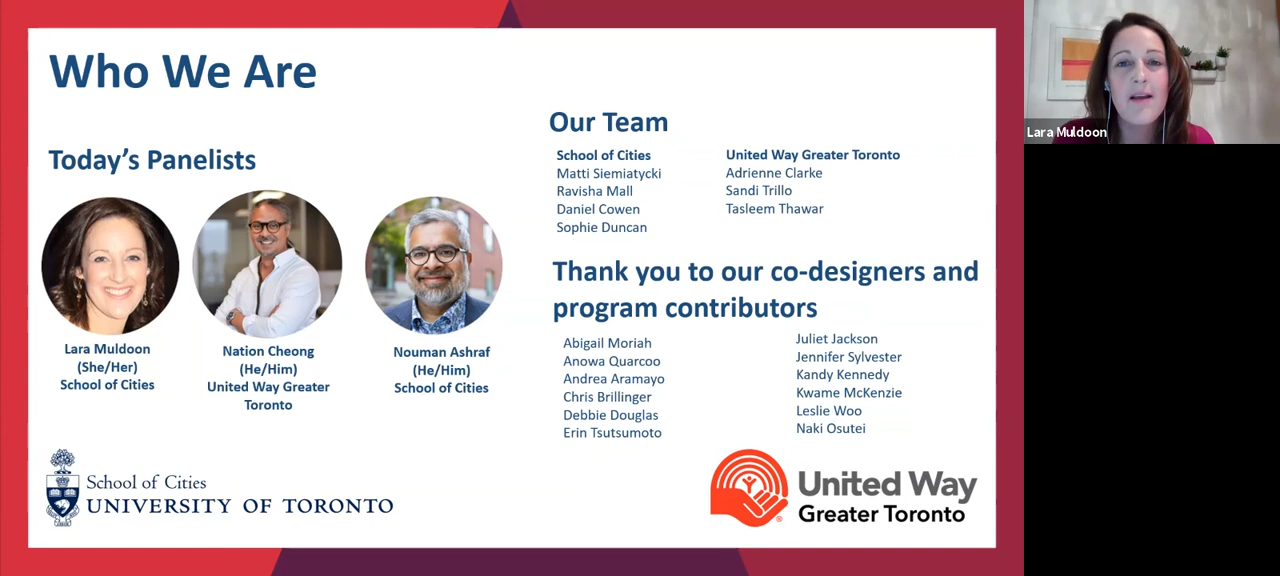 Who We Are
Today's Panelists
Lara Muldoon
(She/Her)
School of Cities
Nation Cheong
(He/Him)
United Way Greater
Toronto
Nouman Ashraf
(He/Him)
School of Cities
Our Team
School of Cities
Matti Siemiatycki
Ravisha Mall
Daniel Cowen
Sophie Duncan
United Way Greater Toronto
Adrienne Clarke
Sandi Trillo
Tasleem Thawar
Thank you to our co-designers and
program contributors
Abigail Moriah
Anowa Quarcoo
Andrea Aramayo
Chris Brillinger
Debbie Douglas
Erin Tsutsumoto
Juliet Jackson
Jennifer Sylvester
Kandy Kennedy
Kwame McKenzie
Leslie Woo
Naki Osutei
School of Cities
UNIVERSITY OF TORONTO
United Way
Greater Toronto
®
Lara Muldoon